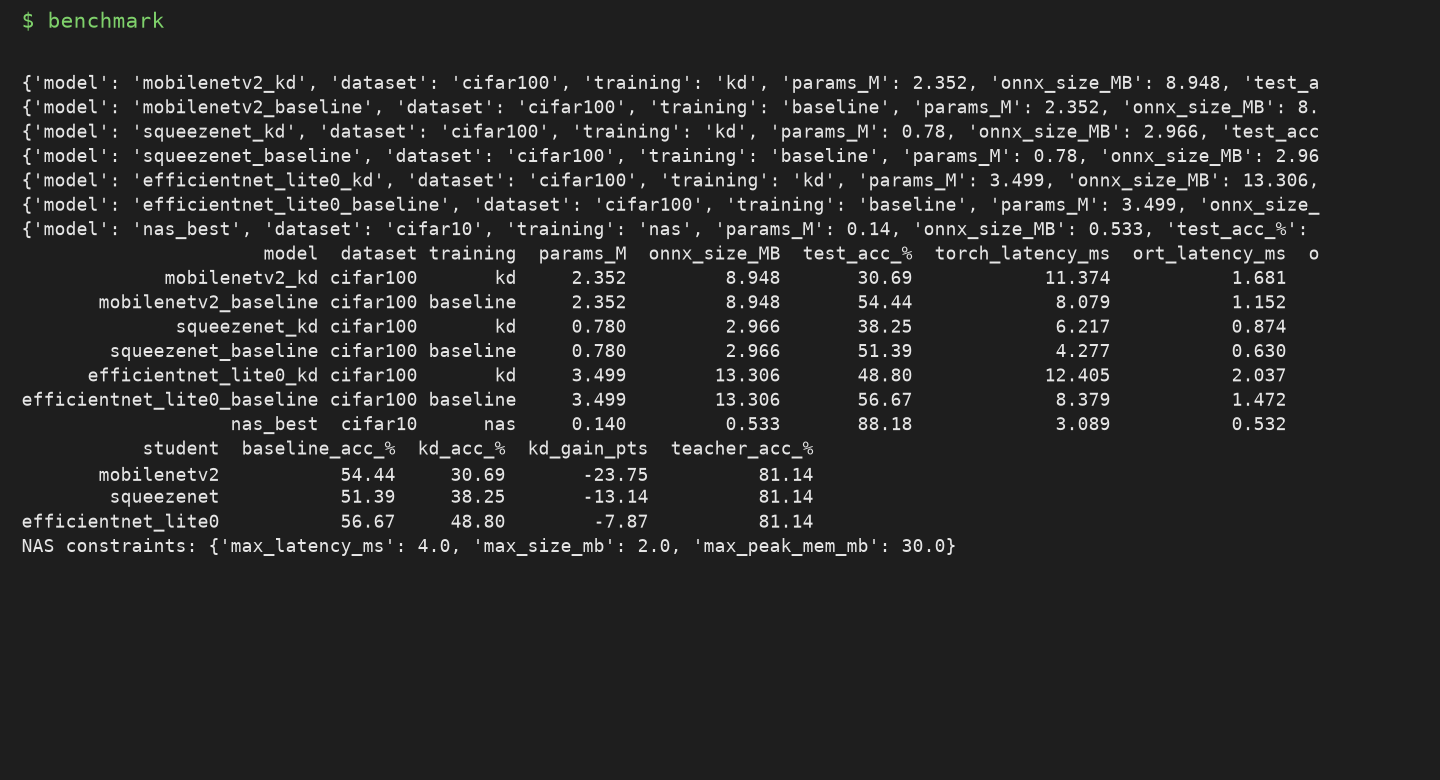 $ benchmark
{'model': 'mobilenetv2_kd', 'dataset': 'cifar100', 'training': 'kd', 'params_M': 2.352, 'onnx_size_MB': 8.948, 'test_a
{'model': 'mobilenetv2_baseline', 'dataset': 'cifar100', 'training': 'baseline', 'params_M': 2.352, 'onnx_size_MB': 8.
{'model': 'squeezenet_kd', 'dataset': 'cifar100', 'training': 'kd', 'params_M': 0.78, 'onnx_size_MB': 2.966, 'test_acc
{'model': 'squeezenet_baseline', 'dataset': 'cifar100', 'training': 'baseline', 'params_M': 0.78, 'onnx_size_MB': 2.96
{'model': 'efficientnet_lite0_kd', 'dataset': 'cifar100', 'training': 'kd', 'params_M': 3.499, 'onnx_size_MB': 13.306,
{'model': 'efficientnet_lite0_baseline', 'dataset': 'cifar100', 'training': 'baseline', 'params_M': 3.499, 'onnx_size_
{'model': 'nas_best', 'dataset': 'cifar10', 'training': 'nas', 'params_M': 0.14, 'onnx_size_MB': 0.533, 'test_acc_%':
model dataset training params_M onnx_size_MB test_acc_% torch_latency_ms ort_latency_ms o
mobilenetv2_kd cifar100 kd 2.352 8.948 30.69 11.374 1.681
mobilenetv2_baseline cifar100 baseline 2.352 8.948 54.44 8.079 1.152
squeezenet_kd cifar100 kd 0.780 2.966 38.25 6.217 0.874
squeezenet_baseline cifar100 baseline 0.780 2.966 51.39 4.277 0.630
efficientnet_lite0_kd cifar100 kd 3.499 13.306 48.80 12.405 2.037
efficientnet_lite0_baseline cifar100 baseline 3.499 13.306 56.67 8.379 1.472
nas_best cifar10 nas 0.140 0.533 88.18 3.089 0.532
student baseline_acc_% kd_acc_% kd_gain_pts teacher_acc_%
mobilenetv2 54.44 30.69 -23.75 81.14
squeezenet 51.39 38.25 -13.14 81.14
efficientnet_lite0 56.67 48.80 -7.87 81.14
NAS constraints: {'max_latency_ms': 4.0, 'max_size_mb': 2.0, 'max_peak_mem_mb': 30.0}